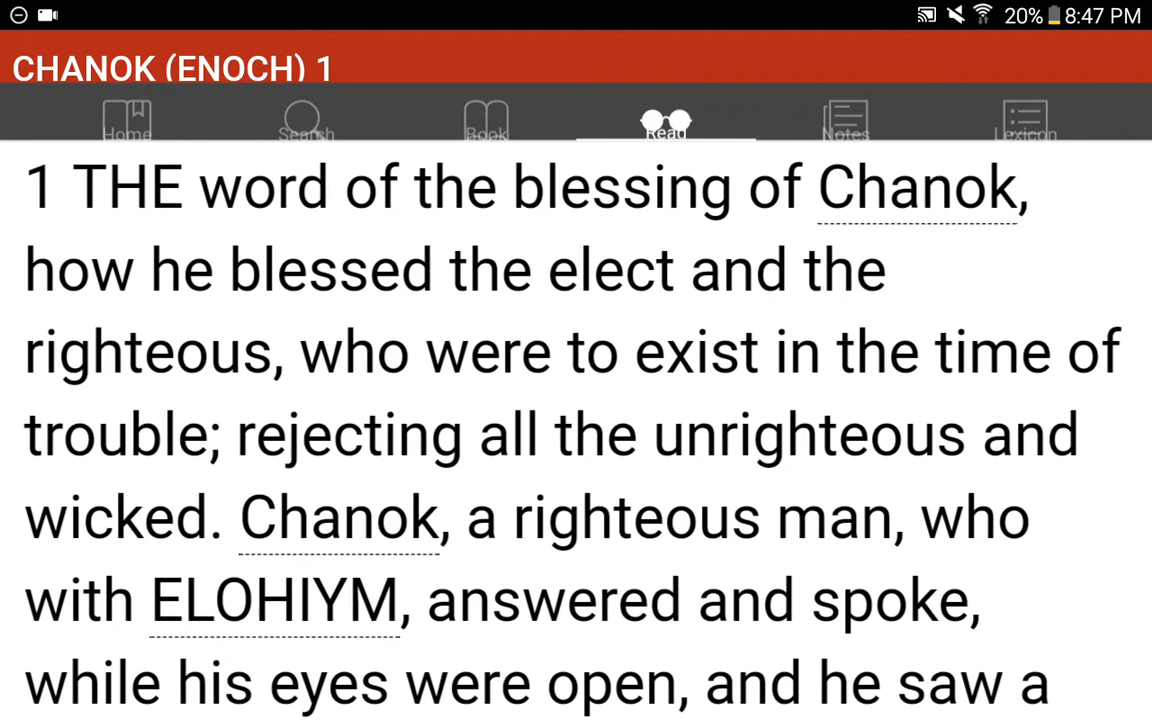 20% 8:47 PM
CHANOK (ENOCH) 1
Home Search Book Read Notes Lexicon
1 THE word of the blessing of Chanok,
how he blessed the elect and the
righteous, who were to exist in the time of
trouble; rejecting all the unrighteous and
wicked. Chanok, a righteous man, who
with ELOHIYM, answered and spoke,
while his eyes were open, and he saw a